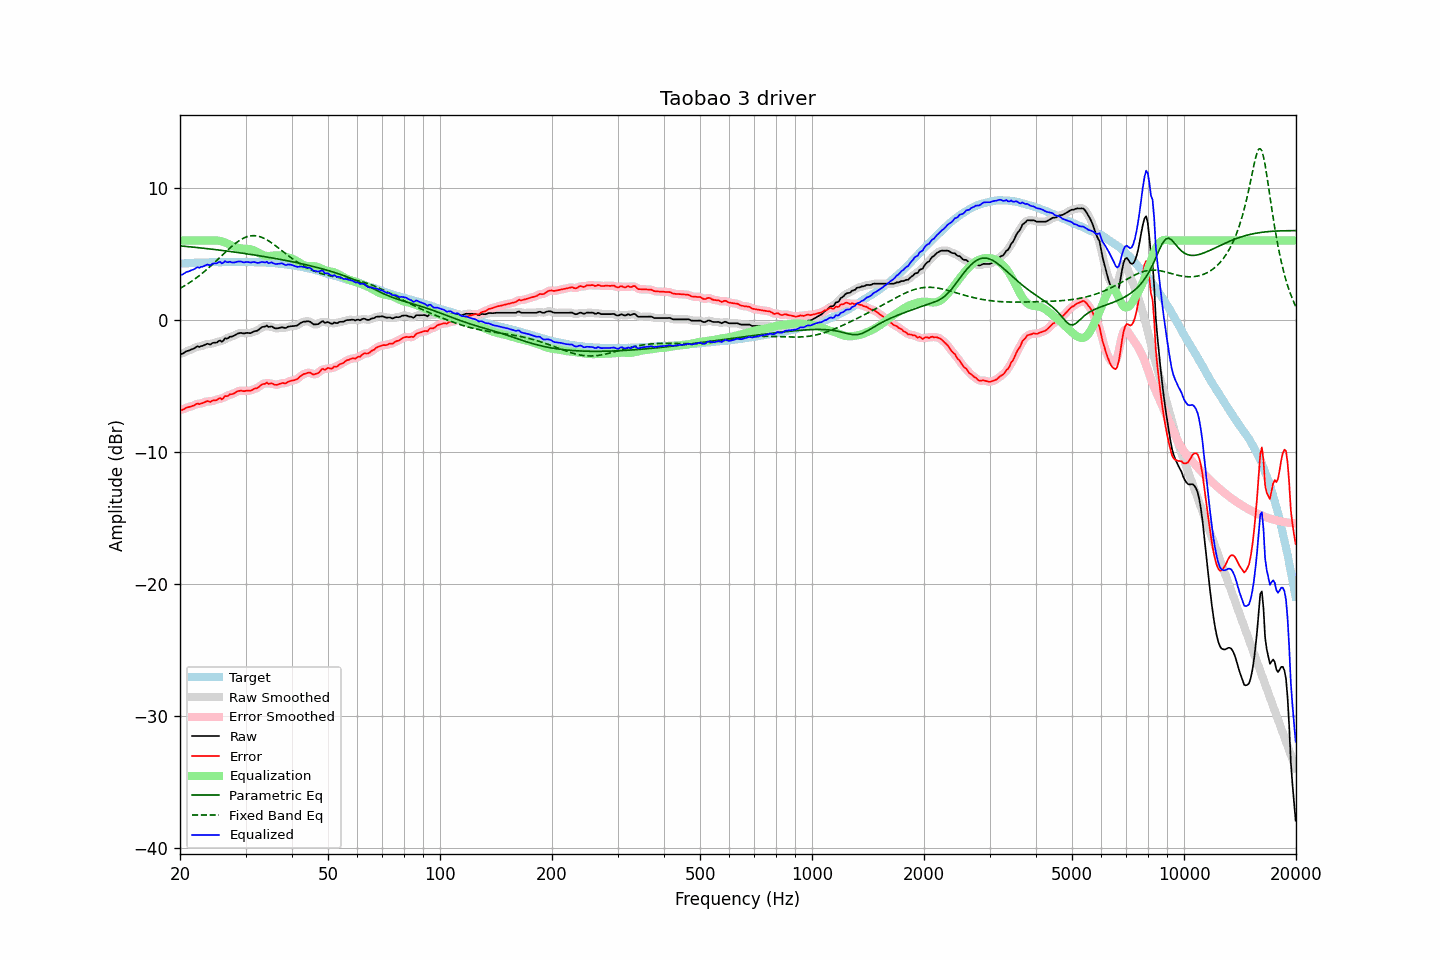 Taobao 3 driver
Amplitude (dBr)
10
0
−10
−20
−30
−40
Target
Raw Smoothed
Error Smoothed
Raw
Error
Equalization
Parametric Eq
Fixed Band Eq
Equalized
20 50 100 200 500 1000 2000 5000 10000 20000
Frequency (Hz)